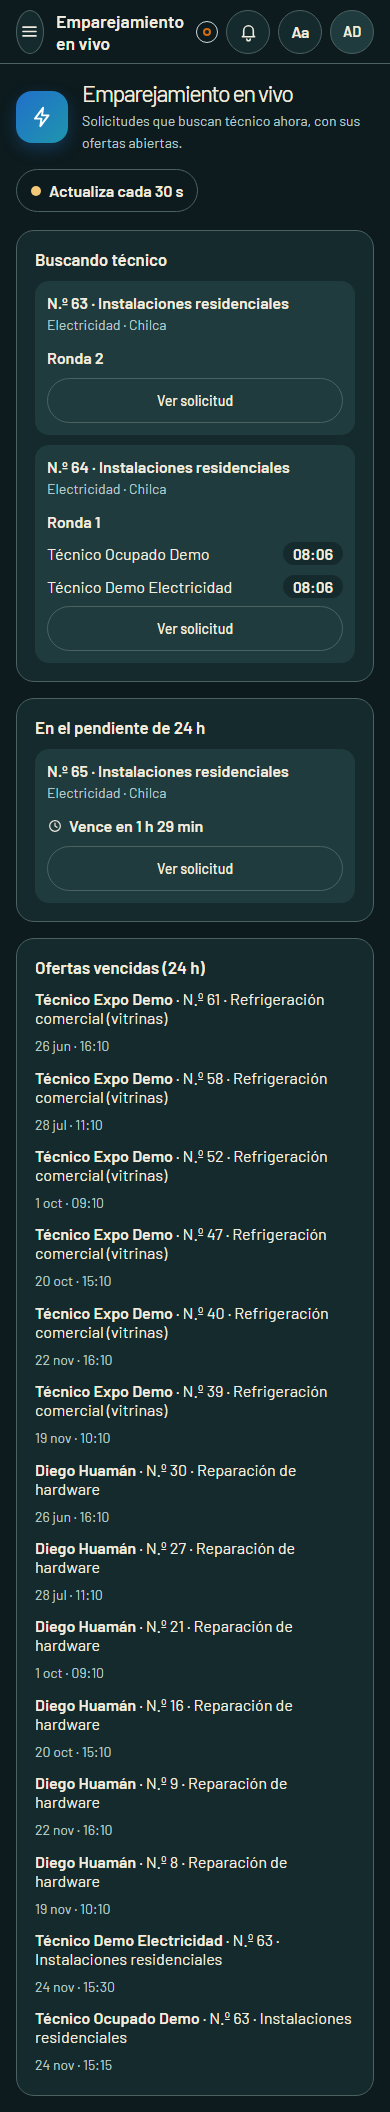 Emparejamiento
en vivo
Aa
AD
Emparejamiento en vivo
Solicitudes que buscan técnico ahora, con sus
ofertas abiertas.
Actualiza cada 30 s
Buscando técnico
N.º 63 · Instalaciones residenciales
Electricidad · Chilca
Ronda 2
Ver solicitud
N.º 64 · Instalaciones residenciales
Electricidad · Chilca
Ronda 1
Técnico Ocupado Demo 08:06
Técnico Demo Electricidad 08:06
Ver solicitud
En el pendiente de 24 h
N.º 65 · Instalaciones residenciales
Electricidad · Chilca
Vence en 1 h 29 min
Ver solicitud
Ofertas vencidas (24 h)
Técnico Expo Demo · N.º 61 · Refrigeración
comercial (vitrinas)
26 jun · 16:10
Técnico Expo Demo · N.º 58 · Refrigeración
comercial (vitrinas)
28 jul · 11:10
Técnico Expo Demo · N.º 52 · Refrigeración
comercial (vitrinas)
1 oct · 09:10
Técnico Expo Demo · N.º 47 · Refrigeración
comercial (vitrinas)
20 oct · 15:10
Técnico Expo Demo · N.º 40 · Refrigeración
comercial (vitrinas)
22 nov · 16:10
Técnico Expo Demo · N.º 39 · Refrigeración
comercial (vitrinas)
19 nov · 10:10
Diego Huamán · N.º 30 · Reparación de
hardware
26 jun · 16:10
Diego Huamán · N.º 27 · Reparación de
hardware
28 jul · 11:10
Diego Huamán · N.º 21 · Reparación de
hardware
1 oct · 09:10
Diego Huamán · N.º 16 · Reparación de
hardware
20 oct · 15:10
Diego Huamán · N.º 9 · Reparación de
hardware
22 nov · 16:10
Diego Huamán · N.º 8 · Reparación de
hardware
19 nov · 10:10
Técnico Demo Electricidad · N.º 63 ·
Instalaciones residenciales
24 nov · 15:30
Técnico Ocupado Demo · N.º 63 · Instalaciones
residenciales
24 nov · 15:15